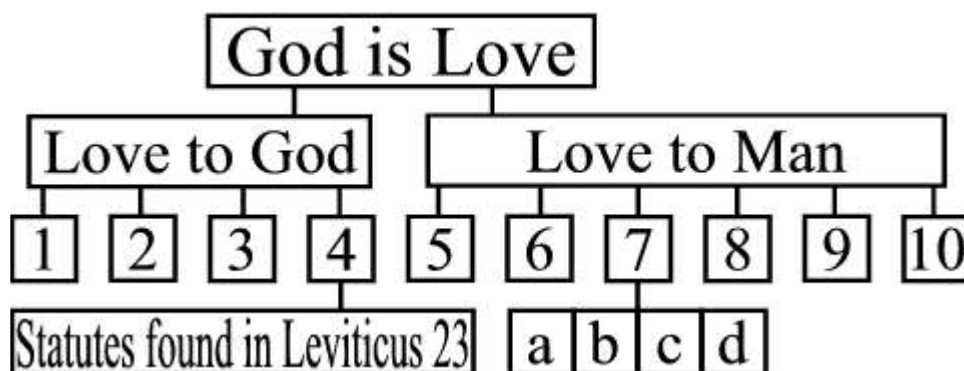 God is Love
Love to God Love to Man
1 2 3 4 5 6 7 8 9 10
Statutes found in Leviticus 23 a b c d